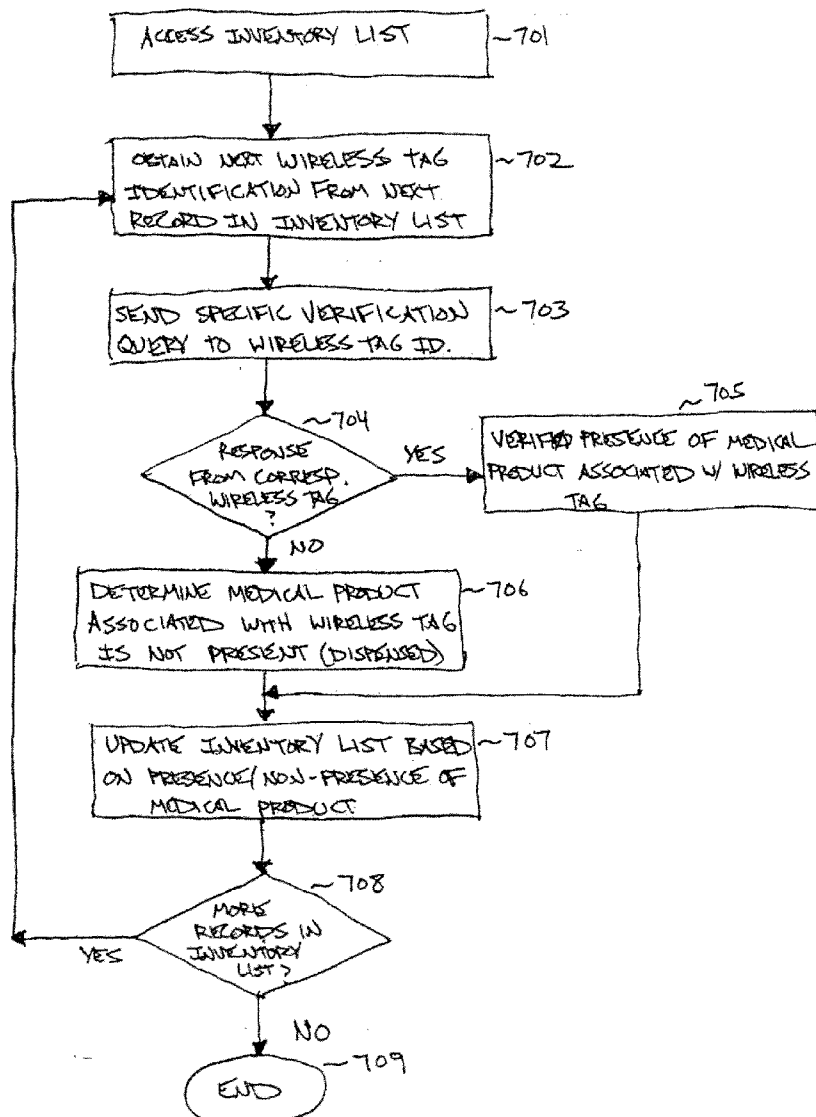 ACCESS INVENTORY LIST
~701
OBTAIN NEXT WIRELESS TAG
IDENTIFICATION FROM NEXT
RECORD IN INVENTORY LIST
~702
SEND SPECIFIC VERIFICATION
QUERY TO WIRELESS TAG ID.
~703
~704
RESPONSE
FROM CORRESP.
WIRELESS TAG
?
YES
NO
~705
VERIFIED PRESENCE OF MEDICAL
PRODUCT ASSOCIATED W/ WIRELESS
TAG
DETERMINE MEDICAL PRODUCT
ASSOCIATED WITH WIRELESS TAG
IS NOT PRESENT (DISPENSED)
~706
UPDATE INVENTORY LIST BASED
ON PRESENCE/NON-PRESENCE OF
MEDICAL PRODUCT
~707
~708
MORE
RECORDS IN
INVENTORY
LIST?
YES
NO
~709
END